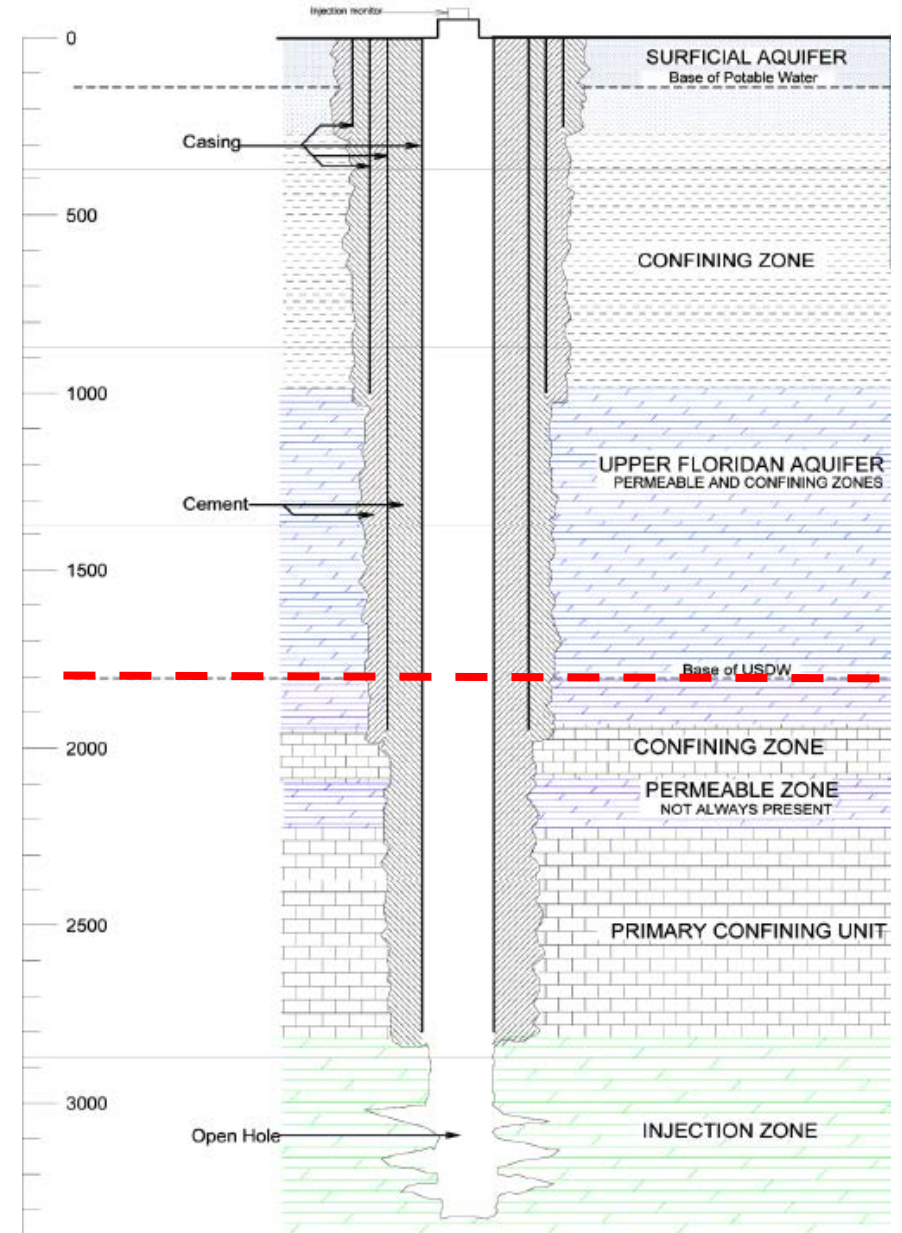 Injection monitor
0
SURFICIAL AQUIFER
Base of Potable Water
Casing
500
CONFINING ZONE
1000
UPPER FLORIDAN AQUIFER
PERMEABLE AND CONFINING ZONES
Cement
1500
Base of USDW
2000
CONFINING ZONE
PERMEABLE ZONE
NOT ALWAYS PRESENT
2500
PRIMARY CONFINING UNIT
3000
Open Hole
INJECTION ZONE